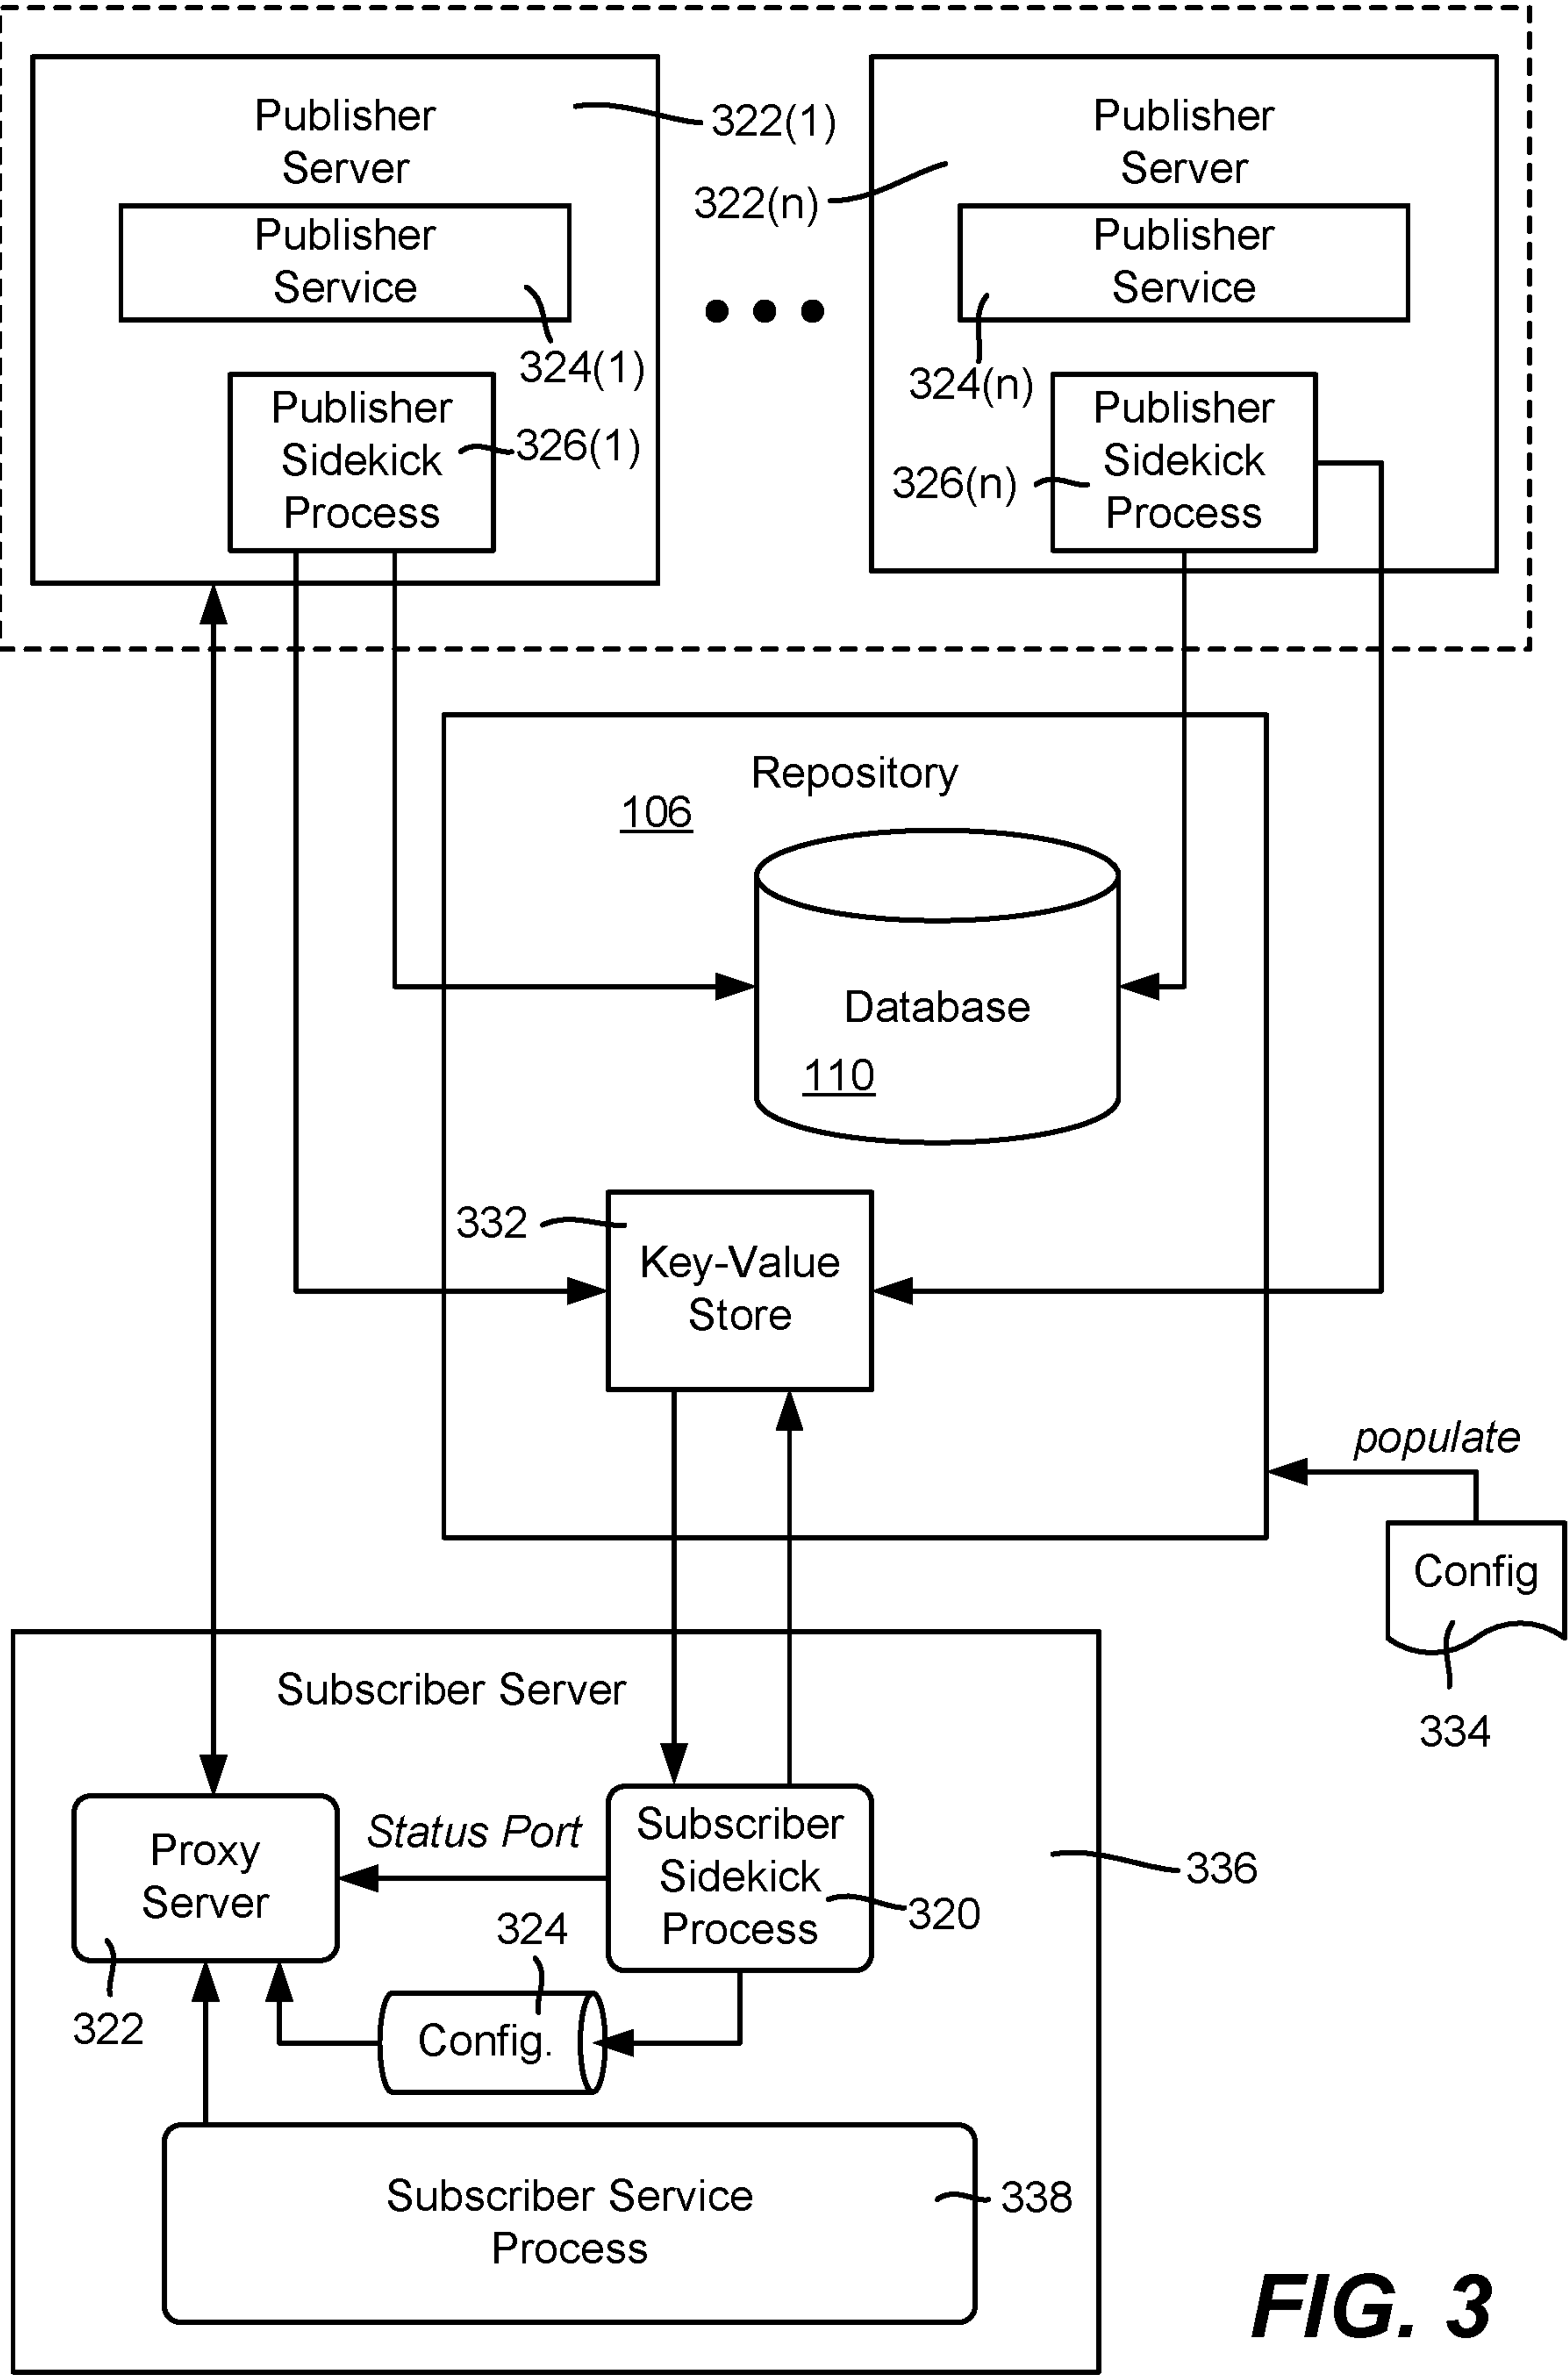 Publisher
Server
322(1)
Publisher
Service
324(1)
Publisher
Sidekick
Process
326(1)
Publisher
Server
322(n)
Publisher
Service
324(n)
Publisher
Sidekick
Process
326(n)
Repository
106
Database
110
332
Key-Value
Store
populate
Config
334
Subscriber Server
Proxy
Server
322
Status Port
Subscriber
Sidekick
Process
320
336
324
Config.
Subscriber Service
Process
338
FIG. 3